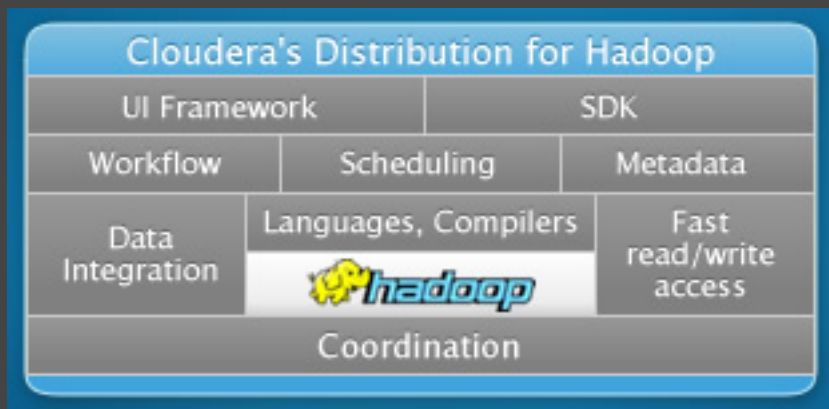 Cloudera's Distribution for Hadoop
UI Framework
SDK
Workflow
Scheduling
Metadata
Data
Integration
Languages, Compilers
hadoop
Fast
read/write
access
Coordination